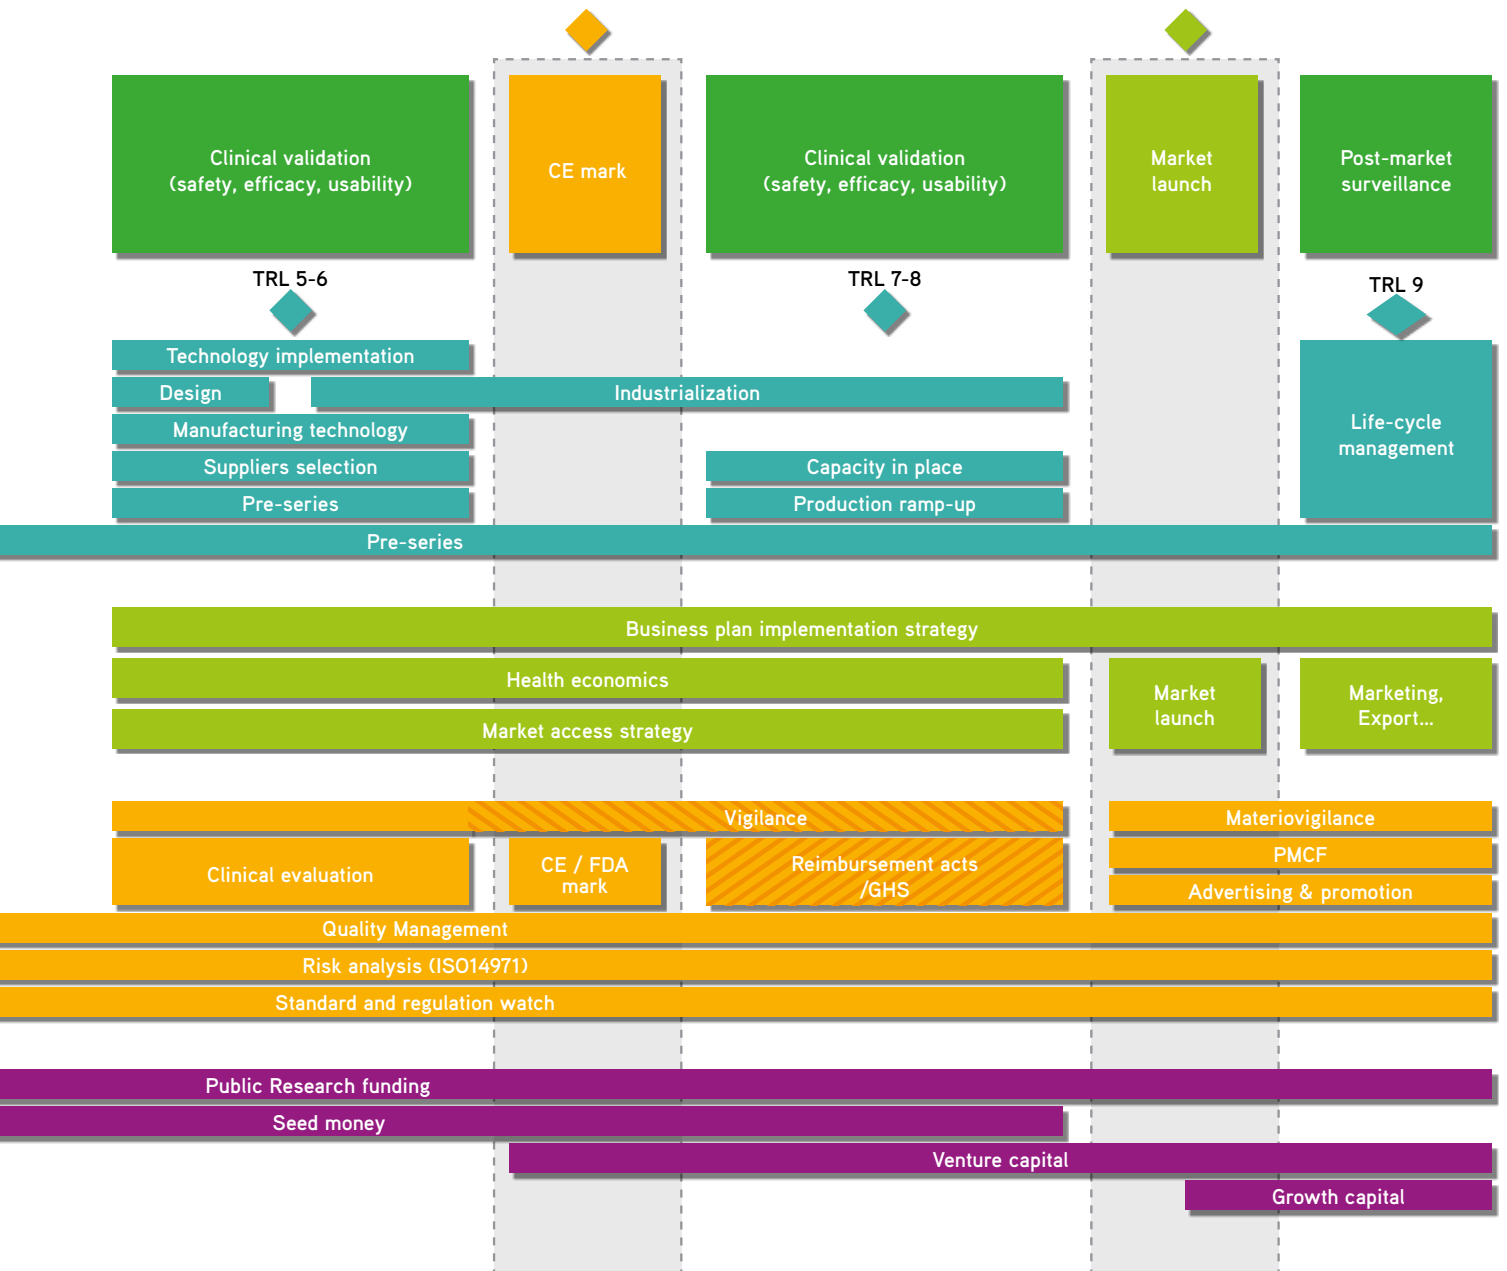 Clinical validation
(safety, efficacy, usability)
CE mark
Clinical validation
(safety, efficacy, usability)
Market
launch
Post-market
surveillance
TRL 5-6
TRL 7-8
TRL 9
Technology implementation
Design
Industrialization
Manufacturing technology
Suppliers selection
Capacity in place
Pre-series
Production ramp-up
Life-cycle
management
Pre-series
Business plan implementation strategy
Health economics
Market access strategy
Market
launch
Marketing,
Export...
Vigilance
Materiovigilance
Clinical evaluation
CE / FDA
mark
Reimbursement acts
/GHS
PMCF
Advertising & promotion
Quality Management
Risk analysis (ISO14971)
Standard and regulation watch
Public Research funding
Seed money
Venture capital
Growth capital